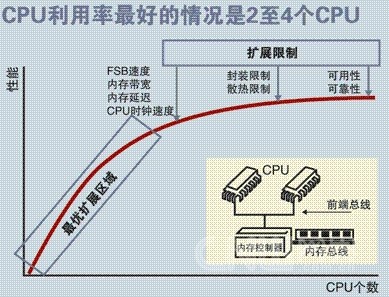 CPU利用率最好的情况是2至4个CPU
扩展限制
FSB速度
内存带宽
内存延迟
CPU时钟速度
封装限制
散热限制
可用性
可靠性
性能
最优扩展区域
CPU
前端总线
内存控制器
内存总线
CPU个数